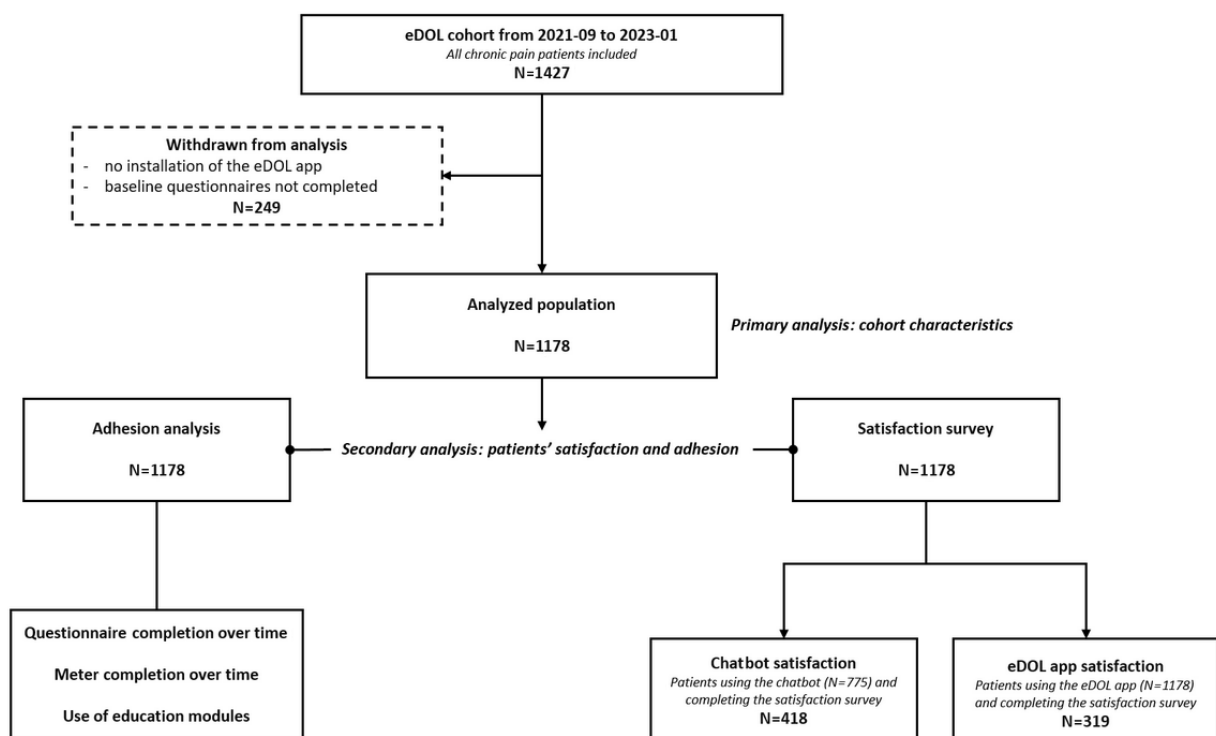 eDOL cohort from 2021-09 to 2023-01
All chronic pain patients included
N=1427
Withdrawn from analysis
- no installation of the eDOL app
- baseline questionnaires not completed
N=249
Analyzed population
N=1178
Primary analysis: cohort characteristics
Adhesion analysis
N=1178
Secondary analysis: patients’ satisfaction and adhesion
Satisfaction survey
N=1178
Questionnaire completion over time
Meter completion over time
Use of education modules
Chatbot satisfaction
Patients using the chatbot (N=775) and
completing the satisfaction survey
N=418
eDOL app satisfaction
Patients using the eDOL app (N=1178)
and completing the satisfaction survey
N=319